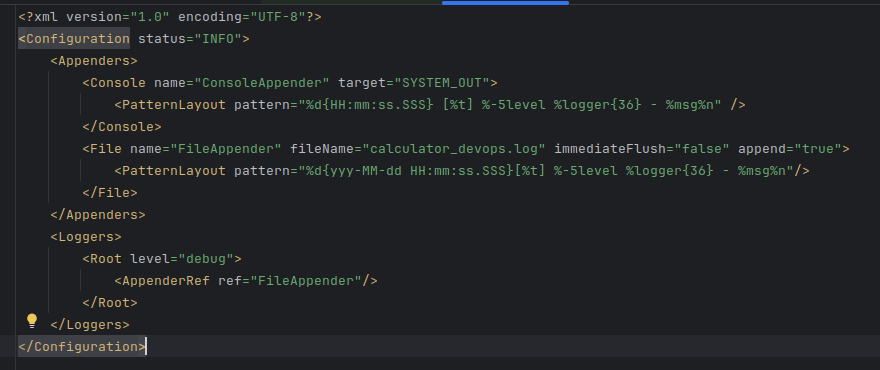 <?xml version="1.0" encoding="UTF-8"?>
<Configuration status="INFO">
    <Appenders>
        <Console name="ConsoleAppender" target="SYSTEM_OUT">
            <PatternLayout pattern="%d{HH:mm:ss.SSS} [%t] %-5level %logger{36} - %msg%n" />
        </Console>
        <File name="FileAppender" fileName="calculator_devops.log" immediateFlush="false" append="true">
            <PatternLayout pattern="%d{yyy-MM-dd HH:mm:ss.SSS}[%t] %-5level %logger{36} - %msg%n"/>
        </File>
    </Appenders>
    <Loggers>
        <Root level="debug">
            <AppenderRef ref="FileAppender"/>
        </Root>
    </Loggers>
</Configuration>